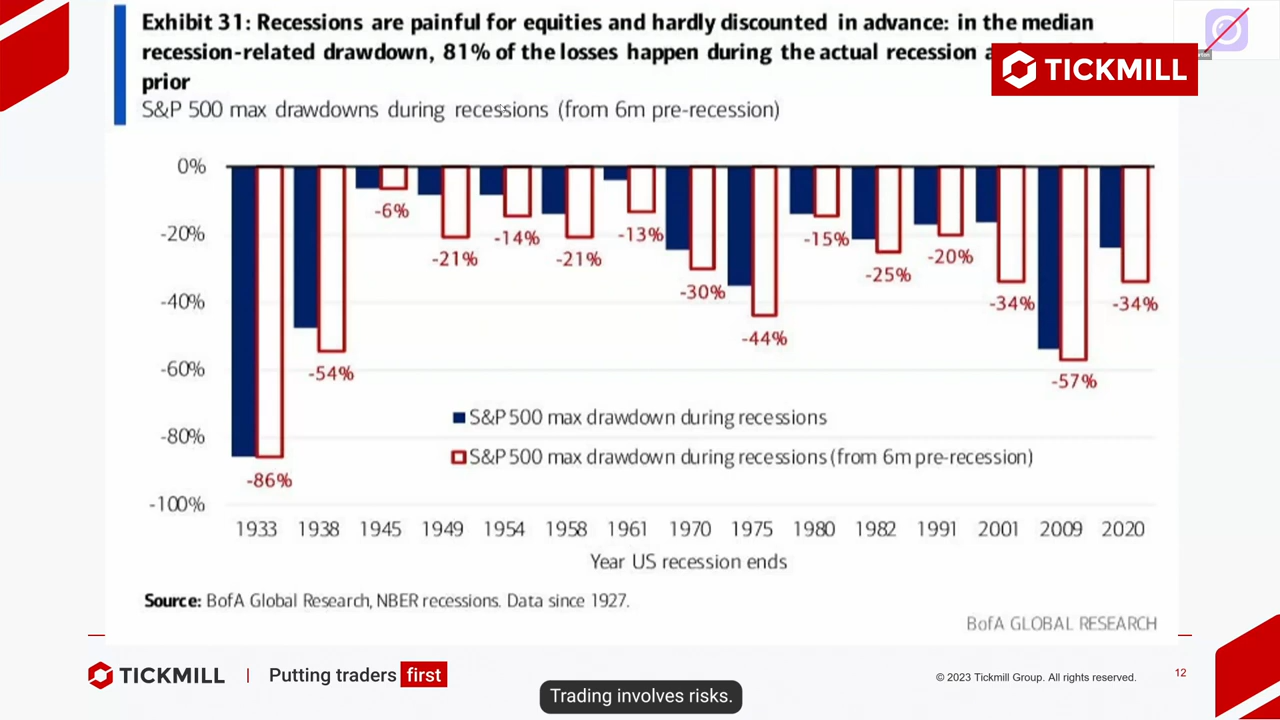 Exhibit 31: Recessions are painful for equities and hardly discounted in advance: in the median
recession-related drawdown, 81% of the losses happen during the actual recession
prior
TICKMILL
S&P 500 max drawdowns during recessions (from 6m pre-recession)
0%
-20%
-40%
-60%
-80%
-100%
-86%
-54%
-6%
-21%
-14%
-21%
-13%
-30%
-44%
-15%
-25%
-20%
-34%
-57%
-34%
S&P 500 max drawdown during recessions
S&P 500 max drawdown during recessions (from 6m pre-recession)
1933 1938 1945 1949 1954 1958 1961 1970 1975 1980 1982 1991 2001 2009 2020
Year US recession ends
Source: BofA Global Research, NBER recessions. Data since 1927.
BofA GLOBAL RESEARCH
TICKMILL | Putting traders first
© 2023 Tickmill Group. All rights reserved.
12
Trading involves risks.